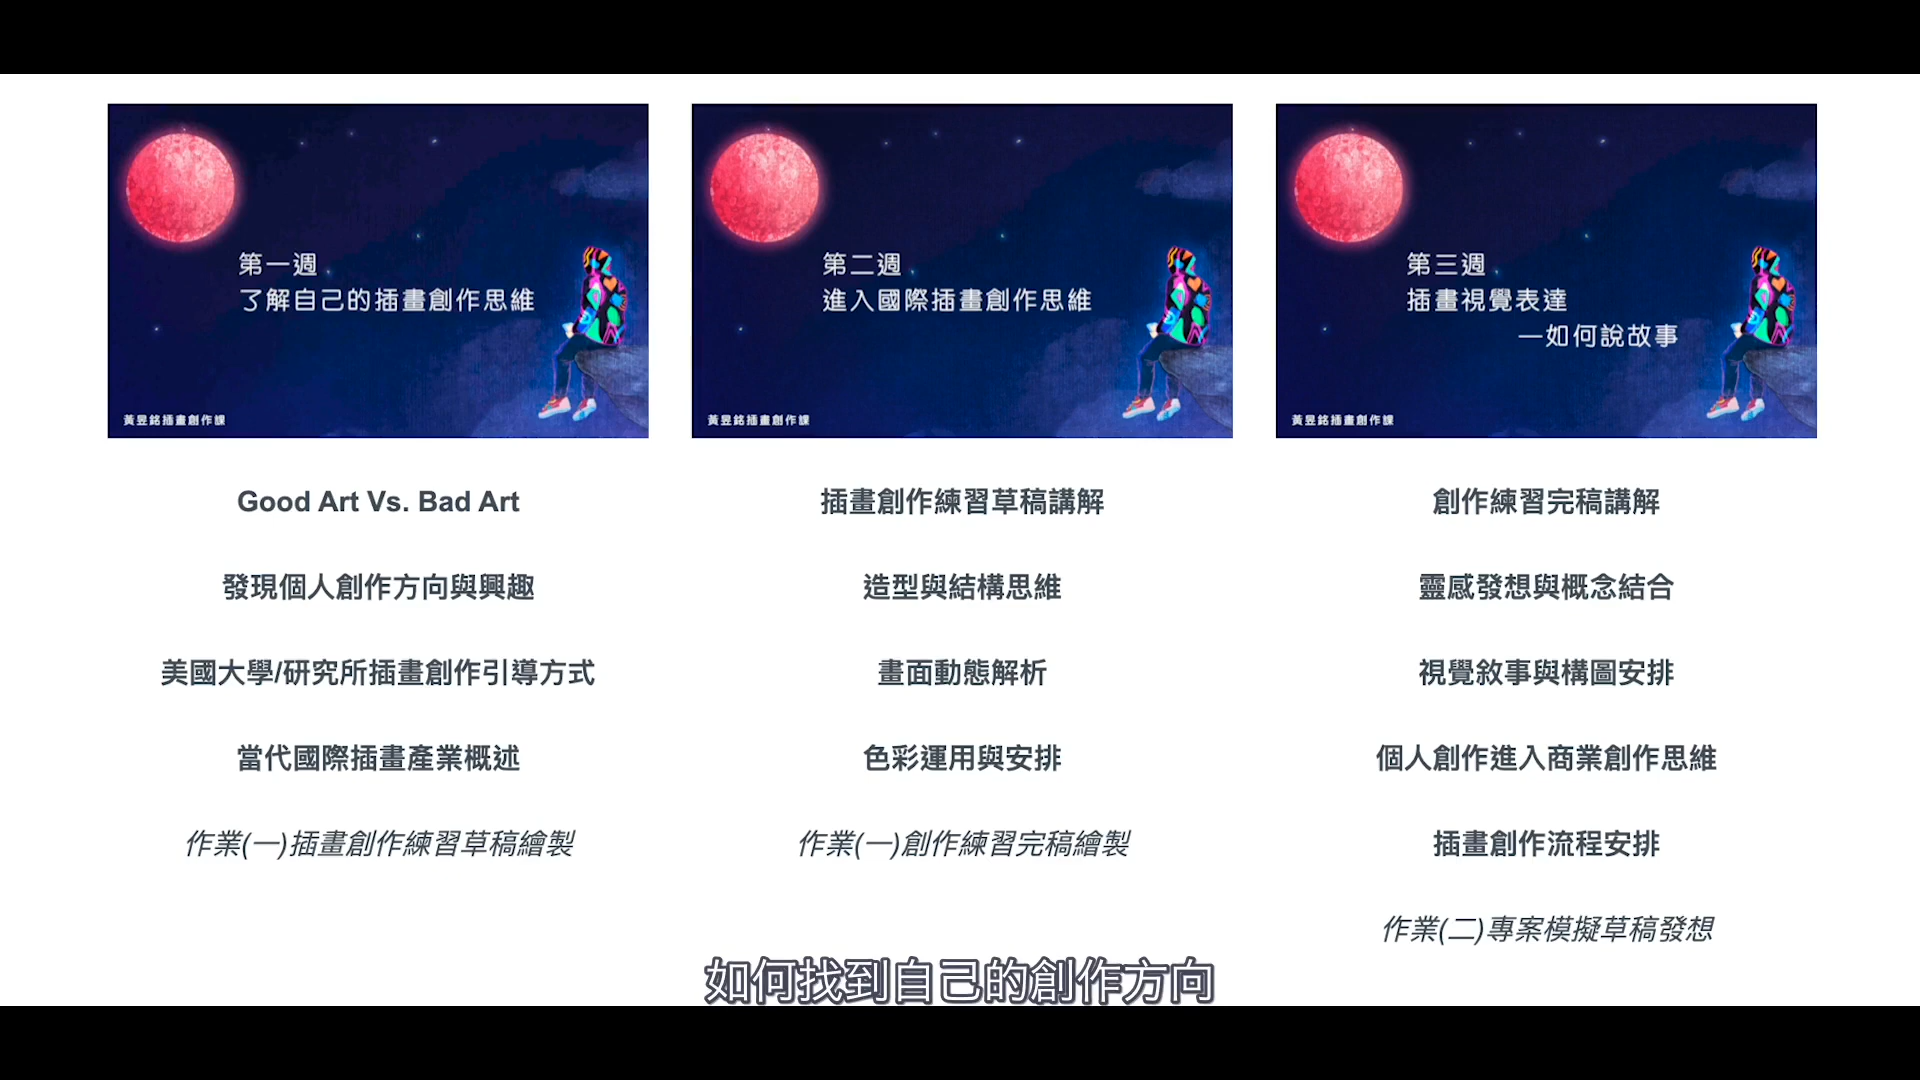 第一週
了解自己的插畫創作思維
黃昱銘插畫創作課
Good Art Vs. Bad Art
發現個人創作方向與興趣
美國大學/研究所插畫創作引導方式
當代國際插畫產業概述
作業(一)插畫創作練習草稿繪製
第二週
進入國際插畫創作思維
黃昱銘插畫創作課
插畫創作練習草稿講解
造型與結構思維
畫面動態解析
色彩運用與安排
作業(一)創作練習完稿繪製
第三週
插畫視覺表達
—如何說故事
黃昱銘插畫創作課
創作練習完稿講解
靈感發想與概念結合
視覺敘事與構圖安排
個人創作進入商業創作思維
插畫創作流程安排
作業(二)專案模擬草稿發想
如何找到自己的創作方向